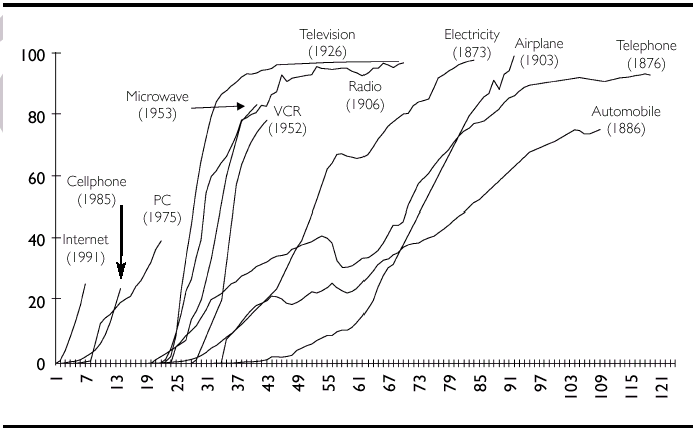 Television
(1926)
Electricity
(1873)
Airplane
(1903)
Telephone
(1876)
100
Microwave
(1953)
Radio
(1906)
VCR
(1952)
Automobile
(1886)
80
60
Cellphone
(1985)
PC
(1975)
Internet
(1991)
40
20
0
1 7 13 19 25 31 37 43 49 55 61 67 73 79 85 91 97 103 109 115 121